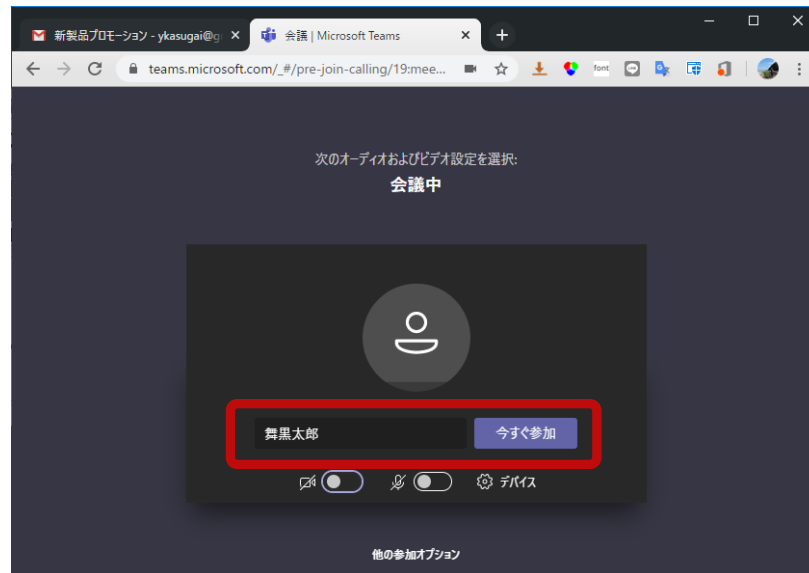 新製品プロモーション - ykasugai@g
会議 | Microsoft Teams
teams.microsoft.com/_#/pre-join-calling/19:mee...
font
次のオーディオおよびビデオ設定を選択:
会議中
舞黒太郎
今すぐ参加
デバイス
他の参加オプション